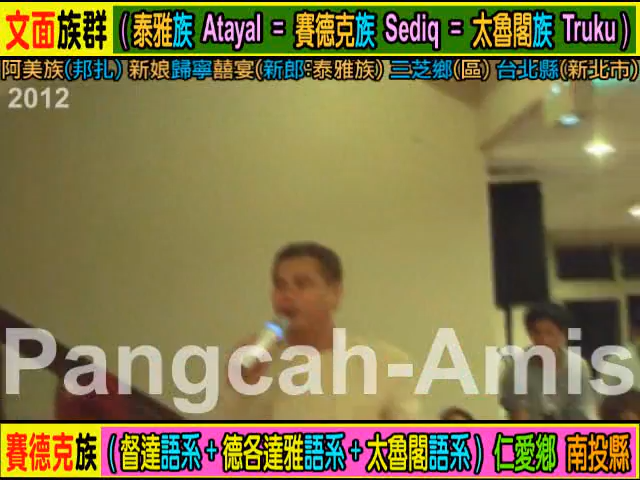 文面族群 (泰雅族 Atayal = 賽德克族 Sediq = 太魯閣族 Truku)
阿美族(邦扎) 新娘歸寧囍宴(新郎:泰雅族) 三芝鄉(區) 台北縣(新北市)
2012
Pangcah-Amis
賽德克族 (督達語系+德各達雅語系+太魯閣語系) 仁愛鄉 南投縣